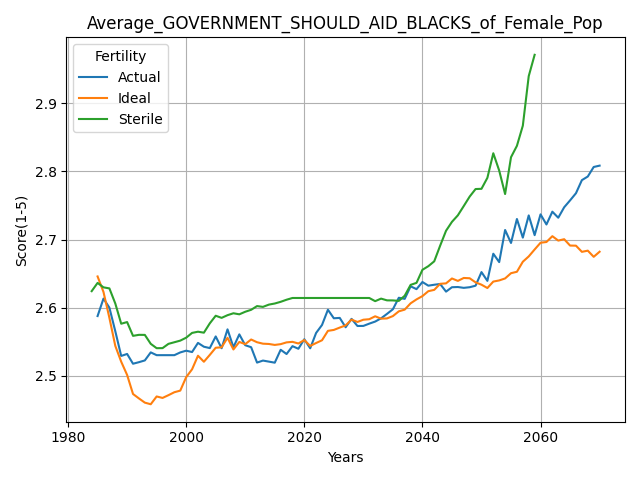 Average_GOVERNMENT_SHOULD_AID_BLACKS_of_Female_Pop
Fertility
Actual
Ideal
Sterile
Score(1-5)
2.9
2.8
2.7
2.6
2.5
1980 2000 2020 2040 2060
Years